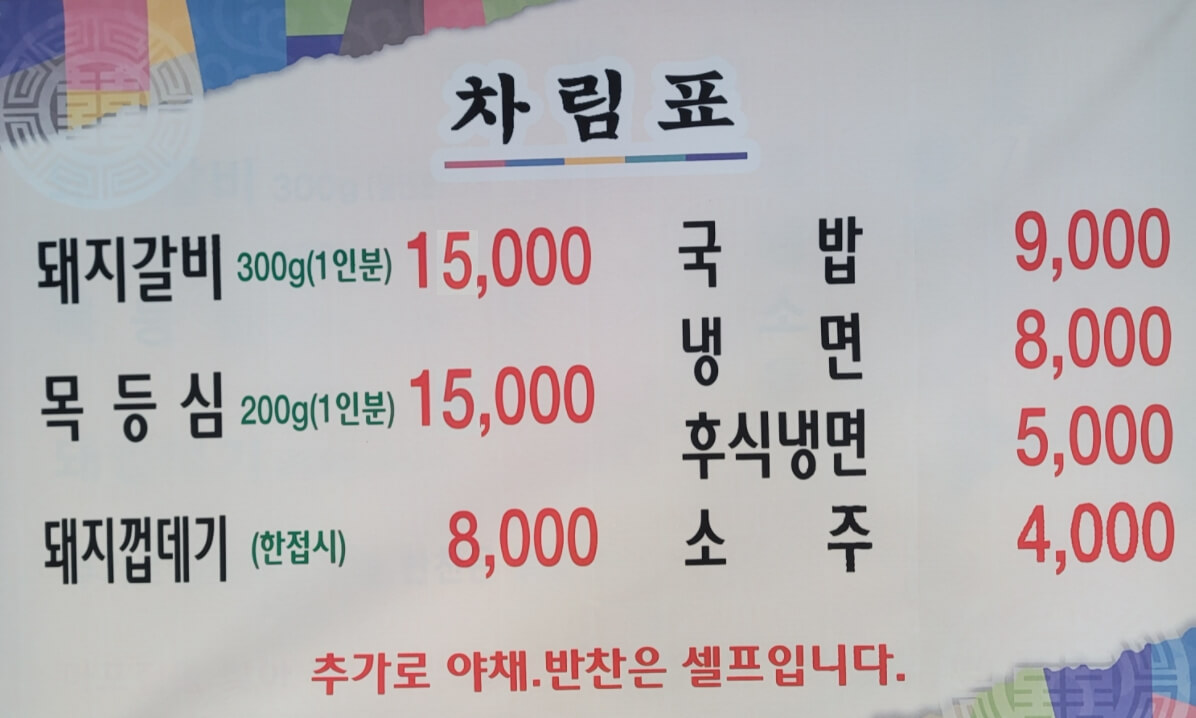 차림표
돼지갈비 300g(1인분) 15,000
목등심 200g(1인분) 15,000
돼지껍데기 (한접시) 8,000
국밥 9,000
냉면 8,000
후식냉면 5,000
소주 4,000
추가로 야채.반찬은 셀프입니다.